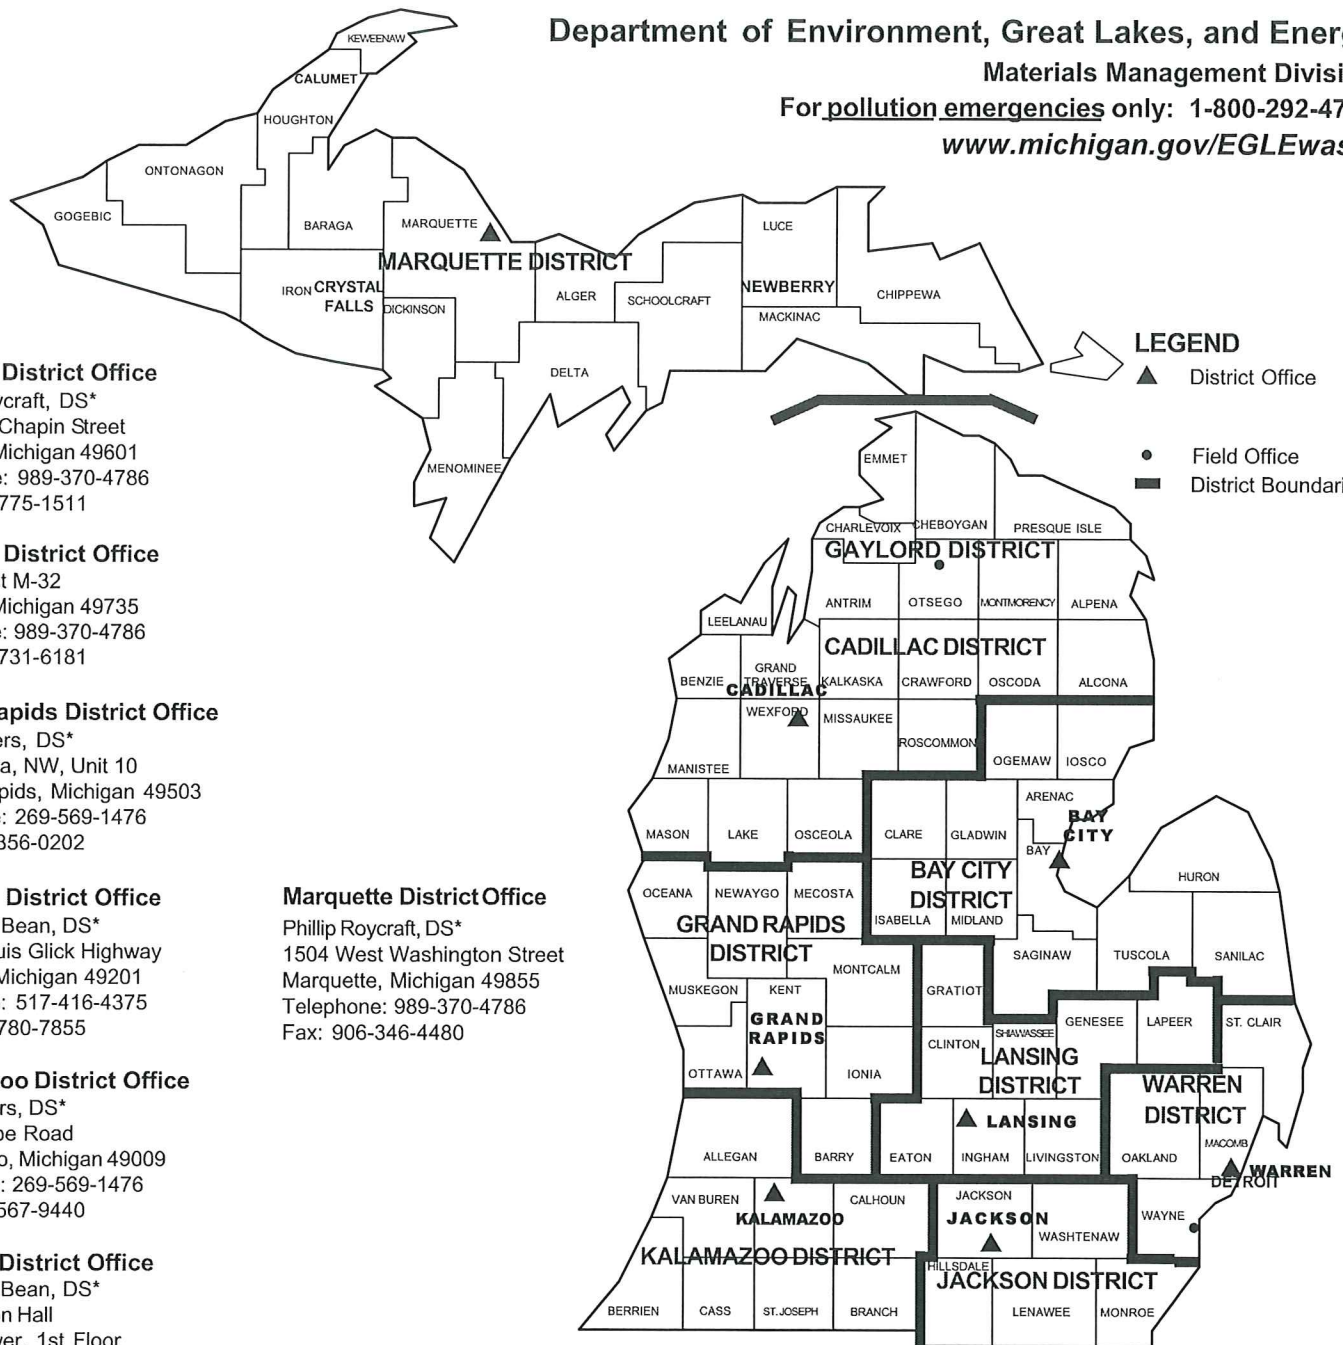 Department of Environment, Great Lakes, and Energ
Materials Management Divisi
For pollution emergencies only: 1-800-292-47
www.michigan.gov/EGLEwas
KEWEENAW
CALUMET
HOUGHTON
ONTONAGON
GOGEBIC
BARAGA
MARQUETTE
MARQUETTE DISTRICT
LUCE
IRON
CRYSTAL
FALLS
DICKINSON
ALGER
SCHOOLCRAFT
NEWBERRY
CHIPPEWA
MACKINAC
DELTA
MENOMINEE
LEGEND
District Office
Field Office
District Boundari
District Office
ycraft, DS*
Chapin Street
Michigan 49601
e: 989-370-4786
775-1511
District Office
t M-32
Michigan 49735
e: 989-370-4786
731-6181
apids District Office
ers, DS*
a, NW, Unit 10
pids, Michigan 49503
e: 269-569-1476
356-0202
District Office
Bean, DS*
uis Glick Highway
Michigan 49201
e: 517-416-4375
780-7855
oo District Office
rs, DS*
be Road
o, Michigan 49009
: 269-569-1476
567-9440
District Office
Bean, DS*
on Hall
wer, 1st Floor
Marquette District Office
Phillip Roycraft, DS*
1504 West Washington Street
Marquette, Michigan 49855
Telephone: 989-370-4786
Fax: 906-346-4480
EMMET
CHARLEVOIX
CHEBOYGAN
PRESQUE ISLE
GAYLORD DISTRICT
ANTRIM
OTSEGO
MONTMORENCY
ALPENA
LEELANAU
CADILLAC DISTRICT
BENZIE
GRAND
TRAVERSE
KALKASKA
CRAWFORD
OSCODA
ALCONA
CADILLAC
WEXFORD
MISSAUKEE
ROSCOMMON
OGEMAW
IOSCO
MANISTEE
ARENAC
MASON
LAKE
OSCEOLA
CLARE
GLADWIN
BAY
CITY
BAY
BAY CITY
DISTRICT
HURON
OCEANA
NEWAYGO
MECOSTA
ISABELLA
MIDLAND
GRAND RAPIDS
DISTRICT
SAGINAW
TUSCOLA
SANILAC
MONTCALM
MUSKEGON
KENT
GRATIOT
GRAND
RAPIDS
GENESEE
LAPEER
ST. CLAIR
SHIAWASSEE
CLINTON
LANSING
DISTRICT
OTTAWA
IONIA
WARREN
DISTRICT
LANSING
ALLEGAN
BARRY
EATON
INGHAM
LIVINGSTON
OAKLAND
MACOMB
WARREN
DETROIT
VAN BUREN
KALAMAZOO
CALHOUN
JACKSON
JACKSON
WASHTENAW
WAYNE
KALAMAZOO DISTRICT
HILLSDALE
JACKSON DISTRICT
BERRIEN
CASS
ST. JOSEPH
BRANCH
LENAWEE
MONROE